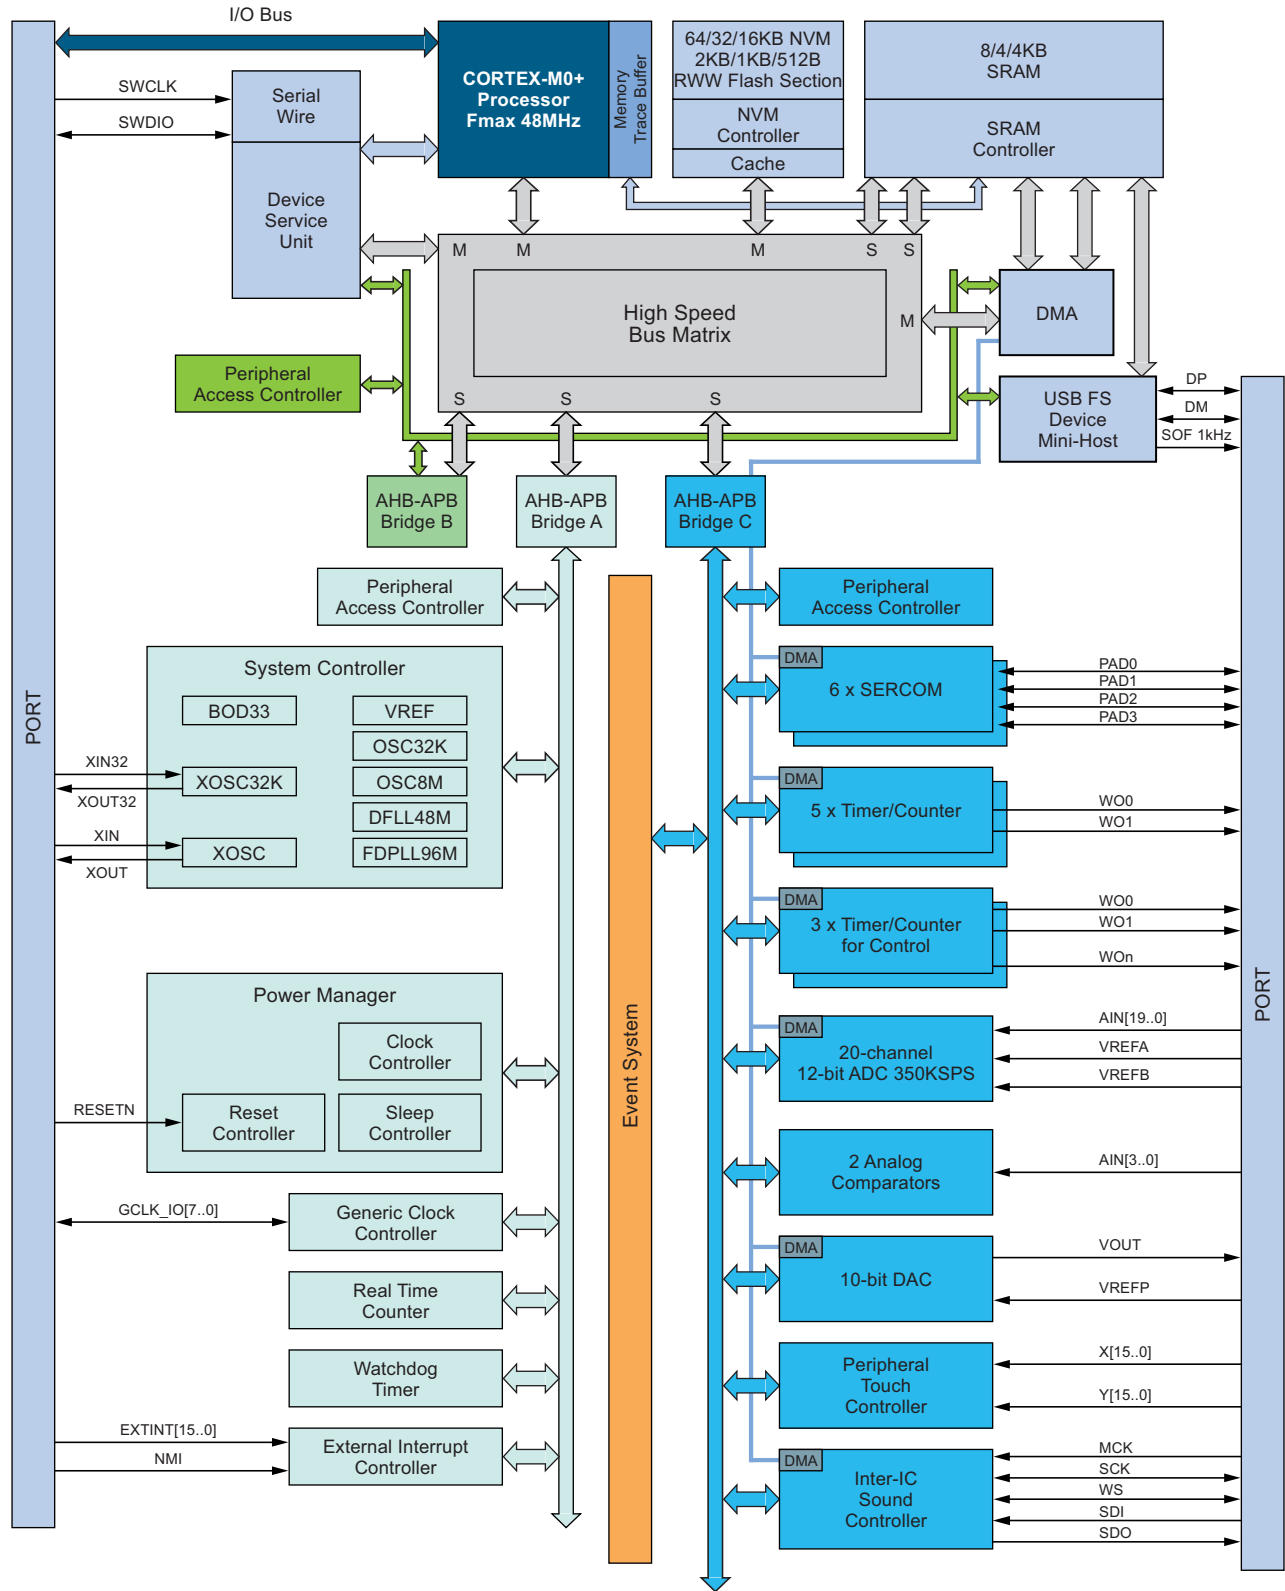 I/O Bus
SWCLK
SWDIO
Serial
Wire
Device
Service
Unit
CORTEX-M0+
Processor
Fmax 48MHz
Memory
Trace Buffer
64/32/16KB NVM
2KB/1KB/512B
RWW Flash Section
NVM
Controller
Cache
8/4/4KB
SRAM
SRAM
Controller
M
M
M
S
S
High Speed
Bus Matrix
M
S
S
S
DMA
Peripheral
Access Controller
USB FS
Device
Mini-Host
DP
DM
SOF 1kHz
AHB-APB
Bridge B
AHB-APB
Bridge A
AHB-APB
Bridge C
PORT
Peripheral
Access Controller
System Controller
BOD33
VREF
OSC32K
XOSC32K
OSC8M
DFLL48M
XOSC
FDPLL96M
XIN32
XOUT32
XIN
XOUT
Power Manager
Clock
Controller
Reset
Controller
Sleep
Controller
RESETN
GCLK_IO[7..0]
Generic Clock
Controller
Real Time
Counter
Watchdog
Timer
EXTINT[15..0]
NMI
External Interrupt
Controller
Event System
Peripheral
Access Controller
DMA
6 x SERCOM
PAD0
PAD1
PAD2
PAD3
DMA
5 x Timer/Counter
WO0
WO1
DMA
3 x Timer/Counter
for Control
WO0
WO1
WOn
DMA
20-channel
12-bit ADC 350KSPS
AIN[19..0]
VREFA
VREFB
2 Analog
Comparators
AIN[3..0]
DMA
10-bit DAC
VOUT
VREFP
Peripheral
Touch
Controller
X[15..0]
Y[15..0]
DMA
Inter-IC
Sound
Controller
MCK
SCK
WS
SDI
SDO
PORT